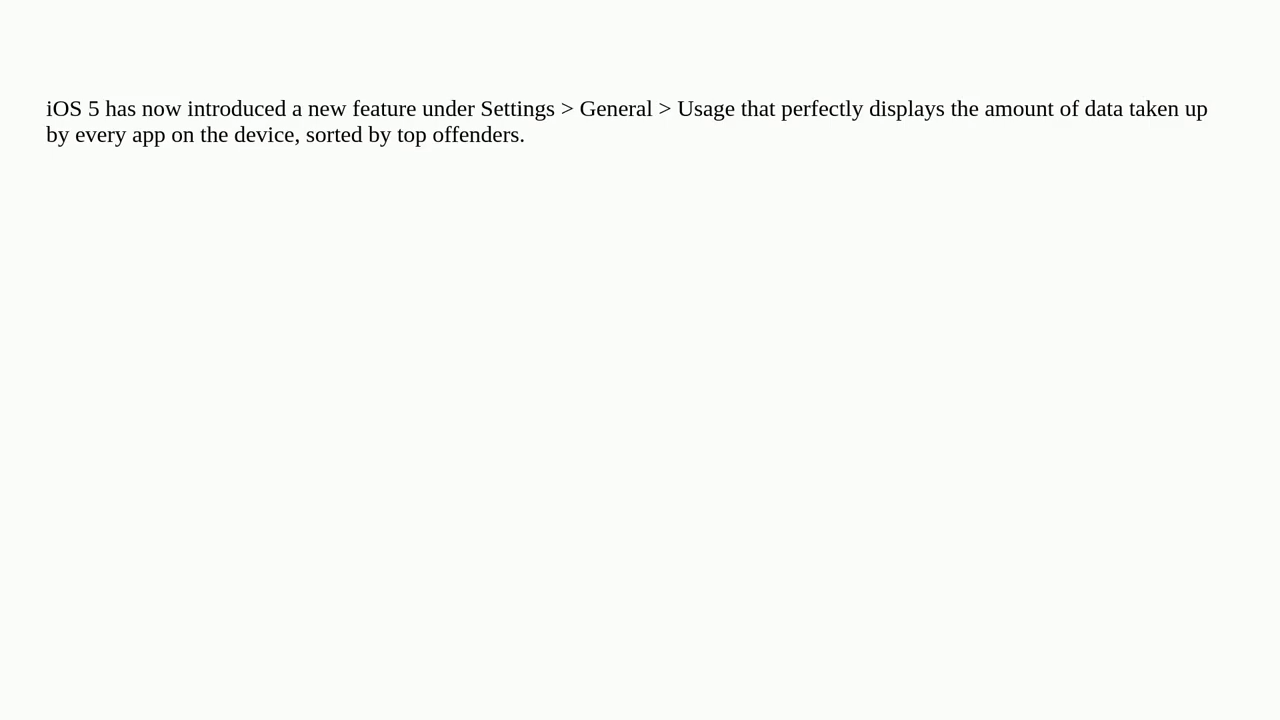 iOS 5 has now introduced a new feature under Settings > General > Usage that perfectly displays the amount of data taken up
by every app on the device, sorted by top offenders.